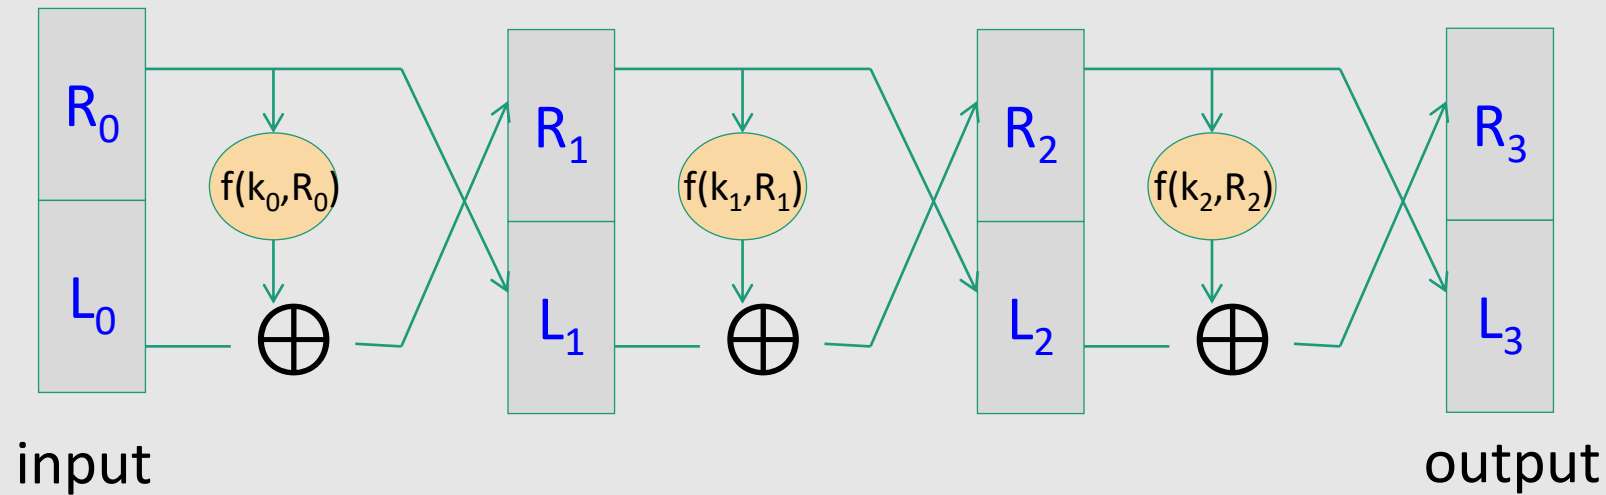 R₀
f(k₀,R₀)
L₀
R₁
f(k₁,R₁)
L₁
R₂
f(k₂,R₂)
L₂
R₃
L₃
input
output